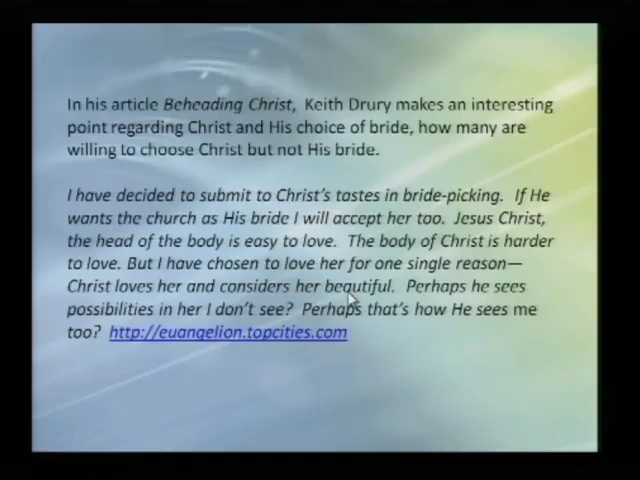 In his article Beheading Christ, Keith Drury makes an interesting
point regarding Christ and His choice of bride, how many are
willing to choose Christ but not His bride.
I have decided to submit to Christ's tastes in bride-picking. If He
wants the church as His bride I will accept her too. Jesus Christ,
the head of the body is easy to love. The body of Christ is harder
to love. But I have chosen to love her for one single reason—
Christ loves her and considers her beautiful. Perhaps he sees
possibilities in her I don't see? Perhaps that's how He sees me
too? http://euangelion.topcities.com